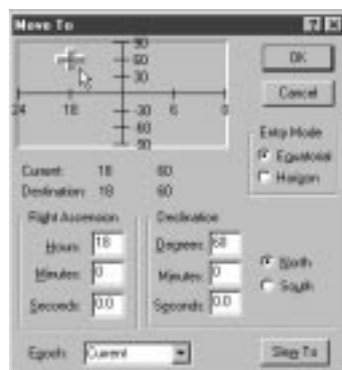 Move To
90
60
30
24 18 6 0
-30
60
90
OK
Cancel
Entry Mode
Equatorial
Horizon
Current: 18 60
Destination: 18 60
Right Ascension
Hours: 18
Minutes: 0
Seconds: 0.0
Declination
Degrees: 60
Minutes: 0
Seconds: 0.0
North
South
Epoch: Current
Slew To